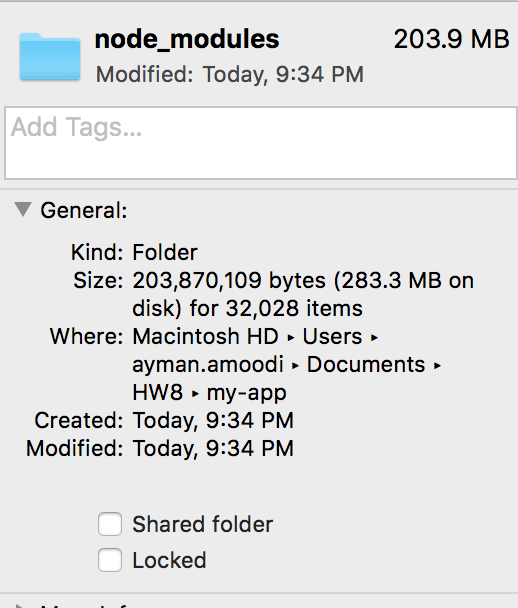 node_modules 203.9 MB
Modified: Today, 9:34 PM
Add Tags...
General:
Kind: Folder
Size: 203,870,109 bytes (283.3 MB on
disk) for 32,028 items
Where: Macintosh HD ▸ Users ▸
ayman.amoodi ▸ Documents ▸
HW8 ▸ my-app
Created: Today, 9:34 PM
Modified: Today, 9:34 PM
Shared folder
Locked